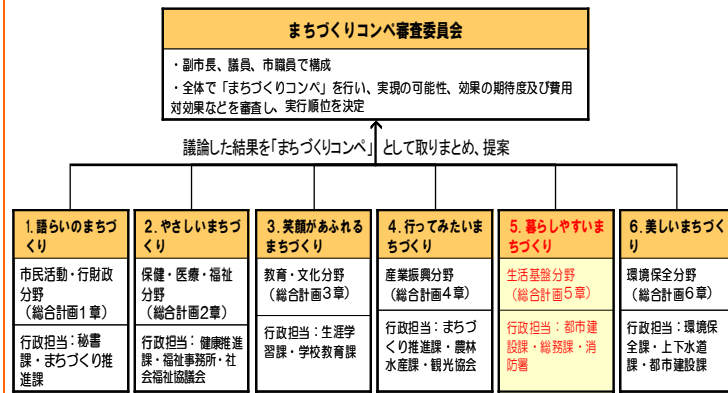 まちづくりコンペ審査委員会
・副市長、議員、市職員で構成
・全体で「まちづくりコンペ」を行い、実現の可能性、効果の期待度及び費用
対効果などを審査し、実行順位を決定
議論した結果を「まちづくりコンペ」として取りまとめ、提案
1.語らいのまちづ
くり
市民活動・行財政
分野
（総合計画1章）
行政担当：秘書
課・まちづくり推
進課
2.やさしいまちづ
くり
保健・医療・福祉
分野
（総合計画2章）
行政担当：健康推進
課・福祉事務所・社
会福祉協議会
3.笑顔があふれる
まちづくり
教育・文化分野
（総合計画3章）
行政担当：生涯学
習課・学校教育課
4.行ってみたいま
ちづくり
産業振興分野
（総合計画4章）
行政担当：まちづ
くり推進課・農林
水産課・観光協会
5.暮らしやすいま
ちづくり
生活基盤分野
（総合計画5章）
行政担当：都市建
設課・総務課・消
防署
6.美しいまちづく
り
環境保全分野
（総合計画6章）
行政担当：環境保
全課・上下水道
課・都市建設課